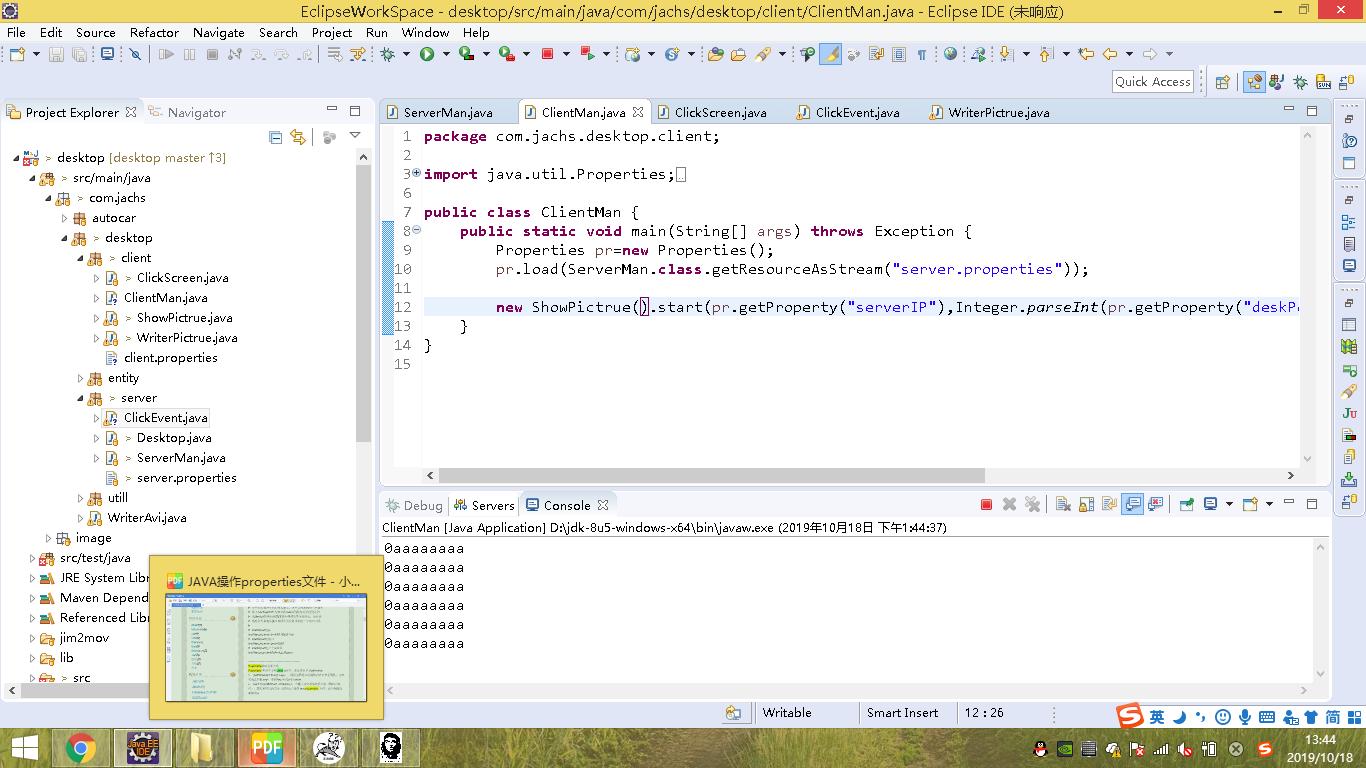 EclipseWorkSpace - desktop/src/main/java/com/jachs/desktop/client/ClientMan.java - Eclipse IDE (未响应)
File Edit Source Refactor Navigate Search Project Run Window Help
Quick Access
Project Explorer Navigator
> desktop [desktop master ↑3]
> src/main/java
> com.jachs
autocar
> desktop
> client
> ClickScreen.java
ClientMan.java
> ShowPictrue.java
> WriterPictrue.java
client.properties
entity
> server
ClickEvent.java
> Desktop.java
> ServerMan.java
> server.properties
utill
WriterAvi.java
image
src/test/java
JRE System Libr
Maven Depend
Referenced Libr
jim2mov
lib
> src
ServerMan.java ClientMan.java ClickScreen.java ClickEvent.java WriterPictrue.java
1 package com.jachs.desktop.client;
2
3 import java.util.Properties;
6
7 public class ClientMan {
8 public static void main(String[] args) throws Exception {
9 Properties pr=new Properties();
10 pr.load(ServerMan.class.getResourceAsStream("server.properties"));
11
12 new ShowPictrue().start(pr.getProperty("serverIP"),Integer.parseInt(pr.getProperty("deskPo
13 }
14 }
15
Debug Servers Console
ClientMan [Java Application] D:\jdk-8u5-windows-x64\bin\javaw.exe (2019年10月18日 下午1:44:37)
0aaaaaaaa
0aaaaaaaa
0aaaaaaaa
0aaaaaaaa
0aaaaaaaa
0aaaaaaaa
PDF JAVA操作properties文件 - 小...
Writable Smart Insert 12 : 26
英 简
Java EE IDE PDF
13:44
2019/10/18